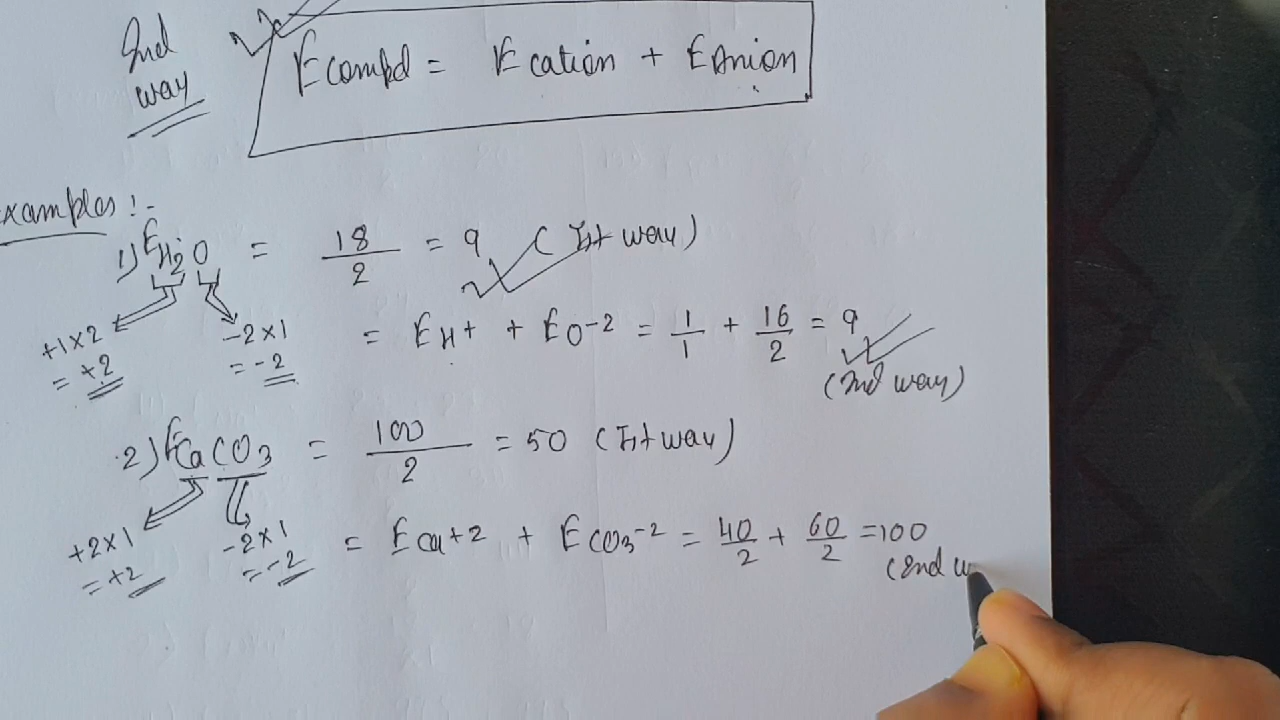 2nd way
E compd = E cation + E Anion
Examples :-
1) E H2O = 18/2 = 9 (Ist way)
+1×2 = +2
-2×1 = -2
= E H+ + E O-2 = 1/1 + 16/2 = 9
(2nd way)
2) E CaCO3 = 100/2 = 50 (Ist way)
+2×1 = +2
-2×1 = -2
= E Ca+2 + E CO3-2 = 40/2 + 60/2 = 100
(2nd w